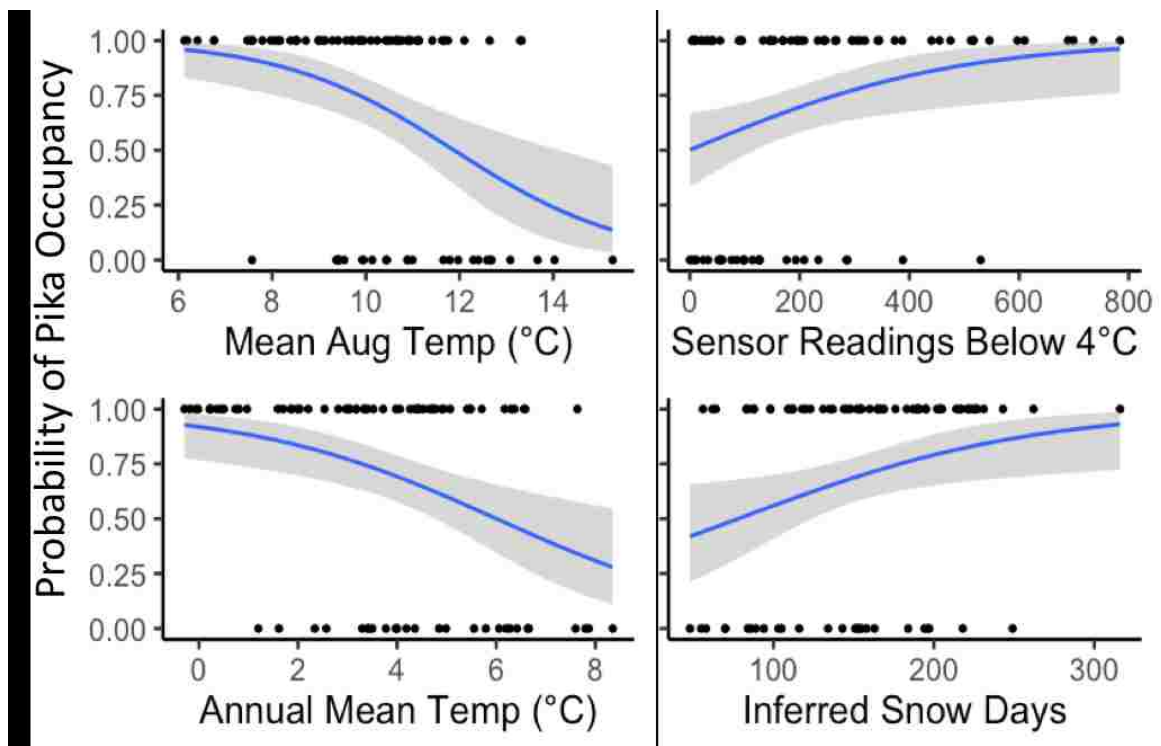 Probability of Pika Occupancy
1.00
0.75
0.50
0.25
0.00
6 8 10 12 14
Mean Aug Temp (°C)
0 200 400 600 800
Sensor Readings Below 4°C
1.00
0.75
0.50
0.25
0.00
0 2 4 6 8
Annual Mean Temp (°C)
100 200 300
Inferred Snow Days